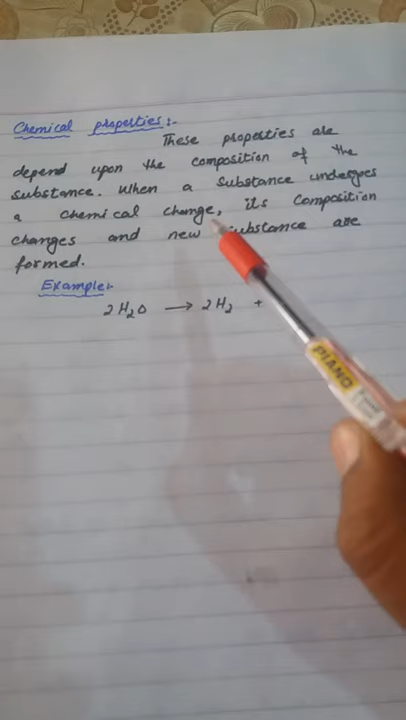 Chemical properties:-
These properties are
depend upon the composition of the
substance. When a substance undergoes
a chemical change, its composition
changes and new substance are
formed.
Example:-
2H₂O → 2H₂ +
PIANO